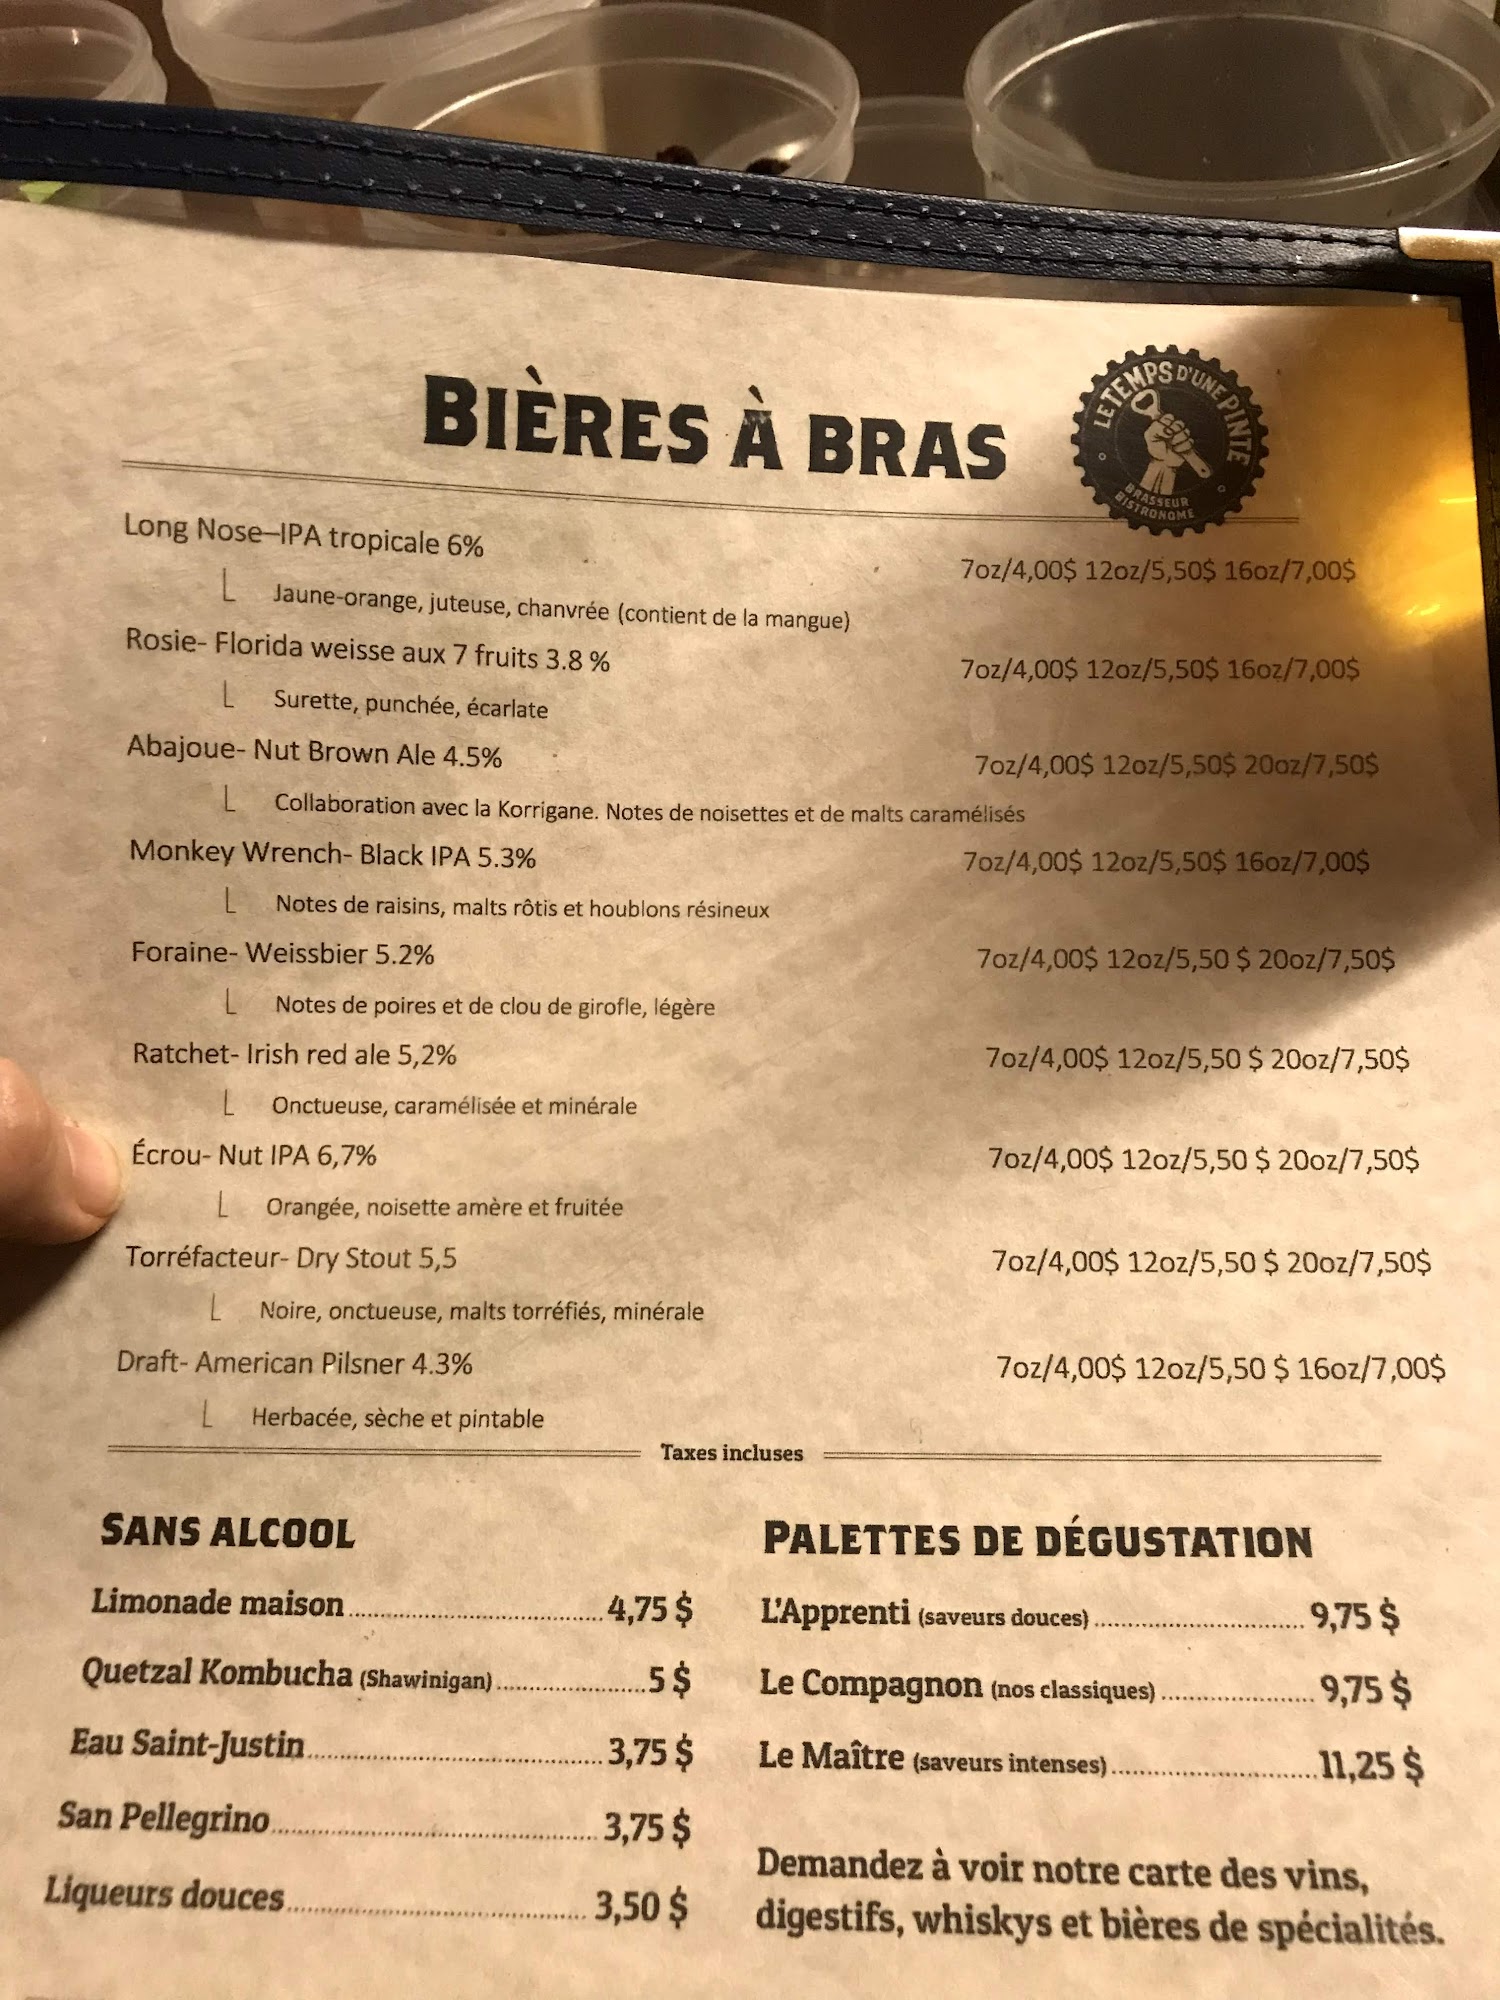 LE TEMPS D'UNE PINTE
BRASSEUR
BISTRONOME
BIÈRES À BRAS
Long Nose–IPA tropicale 6% 7oz/4,00$ 12oz/5,50$ 16oz/7,00$
L Jaune-orange, juteuse, chanvrée (contient de la mangue)
Rosie- Florida weisse aux 7 fruits 3.8 % 7oz/4,00$ 12oz/5,50$ 16oz/7,00$
L Surette, punchée, écarlate
Abajoue- Nut Brown Ale 4.5% 7oz/4,00$ 12oz/5,50$ 20oz/7,50$
L Collaboration avec la Korrigane. Notes de noisettes et de malts caramélisés
Monkey Wrench- Black IPA 5.3% 7oz/4,00$ 12oz/5,50$ 16oz/7,00$
L Notes de raisins, malts rôtis et houblons résineux
Foraine- Weissbier 5.2% 7oz/4,00$ 12oz/5,50 $ 20oz/7,50$
L Notes de poires et de clou de girofle, légère
Ratchet- Irish red ale 5,2% 7oz/4,00$ 12oz/5,50 $ 20oz/7,50$
L Onctueuse, caramélisée et minérale
Écrou- Nut IPA 6,7% 7oz/4,00$ 12oz/5,50 $ 20oz/7,50$
L Orangée, noisette amère et fruitée
Torréfacteur- Dry Stout 5,5 7oz/4,00$ 12oz/5,50 $ 20oz/7,50$
L Noire, onctueuse, malts torréfiés, minérale
Draft- American Pilsner 4.3% 7oz/4,00$ 12oz/5,50 $ 16oz/7,00$
L Herbacée, sèche et pintable
Taxes incluses
SANS ALCOOL
Limonade maison 4,75 $
Quetzal Kombucha (Shawinigan) 5 $
Eau Saint-Justin 3,75 $
San Pellegrino 3,75 $
Liqueurs douces 3,50 $
PALETTES DE DÉGUSTATION
L'Apprenti (saveurs douces) 9,75 $
Le Compagnon (nos classiques) 9,75 $
Le Maître (saveurs intenses) 11,25 $
Demandez à voir notre carte des vins,
digestifs, whiskys et bières de spécialités.